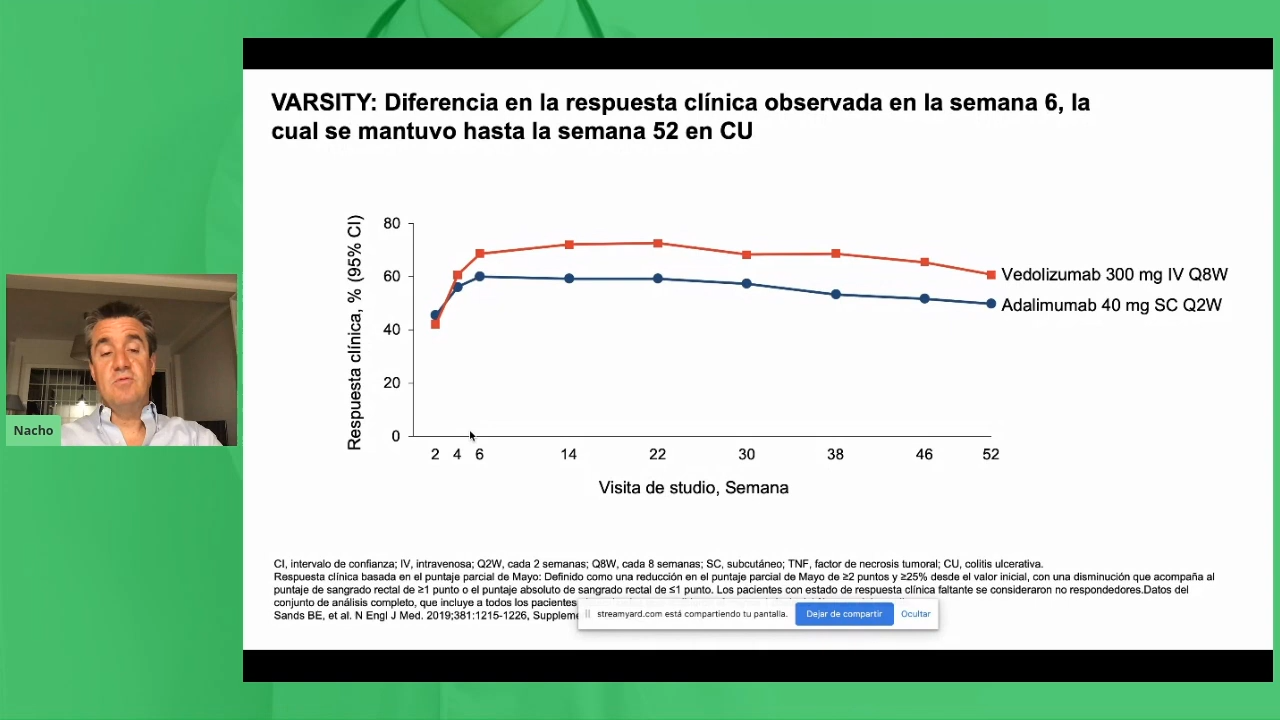 VARSITY: Diferencia en la respuesta clínica observada en la semana 6, la
cual se mantuvo hasta la semana 52 en CU
Respuesta clínica, % (95% CI)
80
60
40
20
0
Vedolizumab 300 mg IV Q8W
Adalimumab 40 mg SC Q2W
2 4 6 14 22 30 38 46 52
Visita de studio, Semana
Nacho
CI, intervalo de confianza; IV, intravenosa; Q2W, cada 2 semanas; Q8W, cada 8 semanas; SC, subcutáneo; TNF, factor de necrosis tumoral; CU, colitis ulcerativa.
Respuesta clínica basada en el puntaje parcial de Mayo: Definido como una reducción en el puntaje parcial de Mayo de ≥2 puntos y ≥25% desde el valor inicial, con una disminución que acompaña al
puntaje de sangrado rectal de ≥1 punto o el puntaje absoluto de sangrado rectal de ≤1 punto. Los pacientes con estado de respuesta clínica faltante se consideraron no respondedores.Datos del
conjunto de análisis completo, que incluye a todos los pacientes
Sands BE, et al. N Engl J Med. 2019;381:1215-1226, Suppleme
streamyard.com está compartiendo tu pantalla.
Dejar de compartir
Ocultar